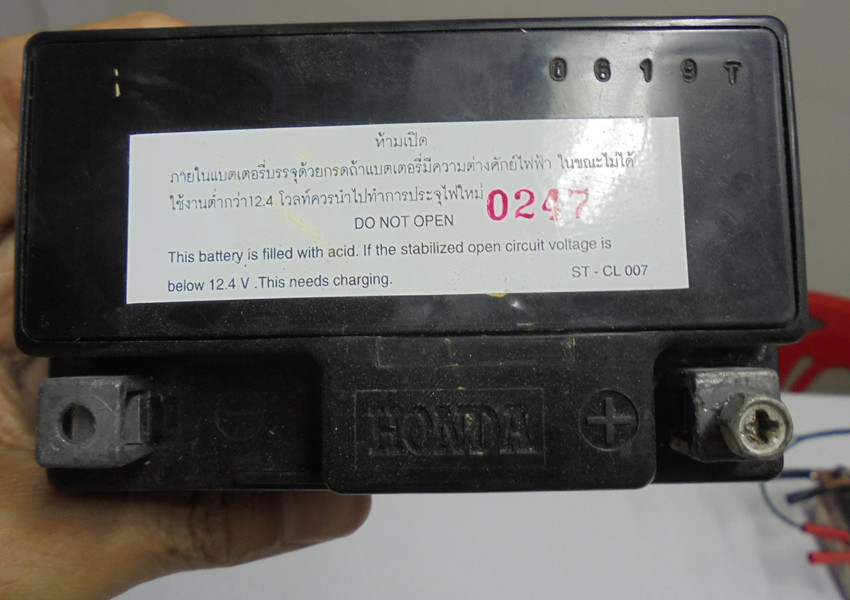 0619T
ห้ามเปิด
ภายในแบตเตอรี่บรรจุด้วยกรดถ้าแบตเตอรี่มีความต่างศักย์ไฟฟ้า ในขณะไม่ได้
ใช้งานต่ำกว่า12.4 โวลท์ควรนำไปทำการประจุไฟใหม่
0247
DO NOT OPEN
This battery is filled with acid. If the stabilized open circuit voltage is
below 12.4 V .This needs charging.
ST - CL 007
HONDA